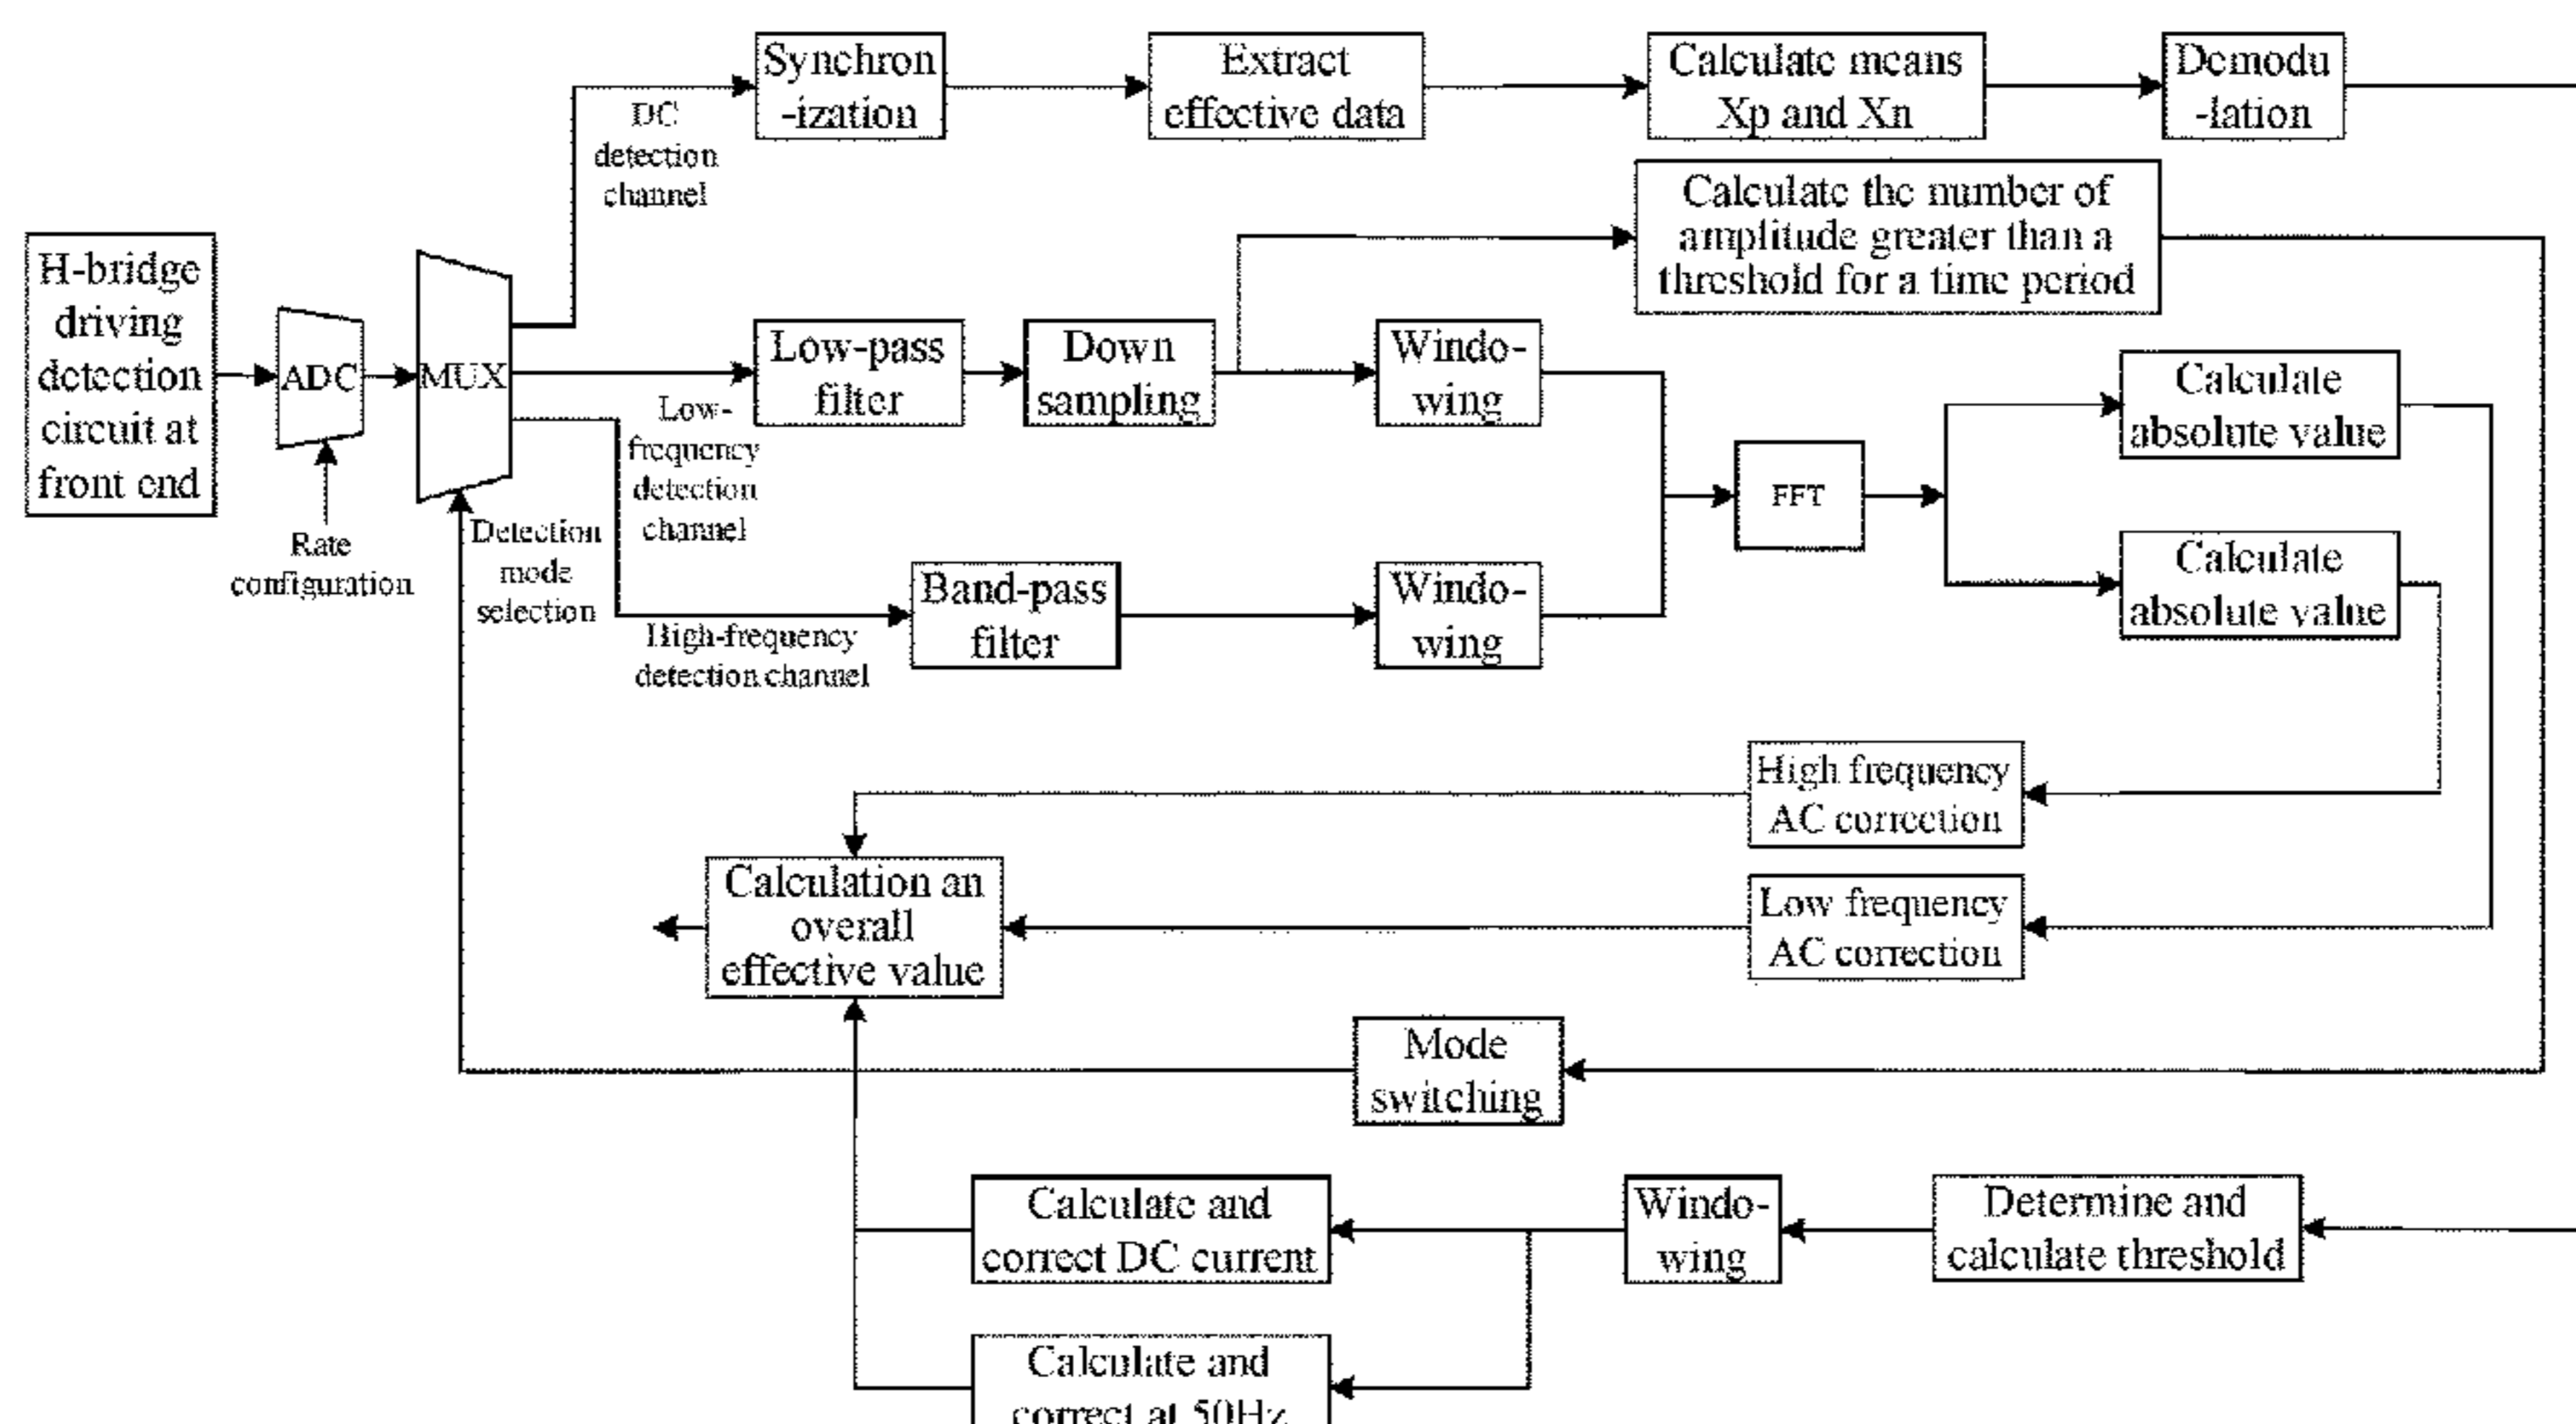 Synchron
-ization
Extract
effective data
Calculate means
Xp and Xn
Demodu
-lation
DC
detection
channel
Calculate the number of
amplitude greater than a
threshold for a time period
H-bridge
driving
detection
circuit at
front end
ADC
MUX
Rate
configuration
Detection
mode
selection
Low-pass
filter
Down
sampling
Windo-
wing
Low-
frequency
detection
channel
Band-pass
filter
Windo-
wing
High-frequency
detection channel
FFT
Calculate
absolute value
Calculate
absolute value
High frequency
AC correction
Calculation an
overall
effective value
Low frequency
AC correction
Mode
switching
Calculate and
correct DC current
Windo-
wing
Determine and
calculate threshold
Calculate and
correct at 50Hz